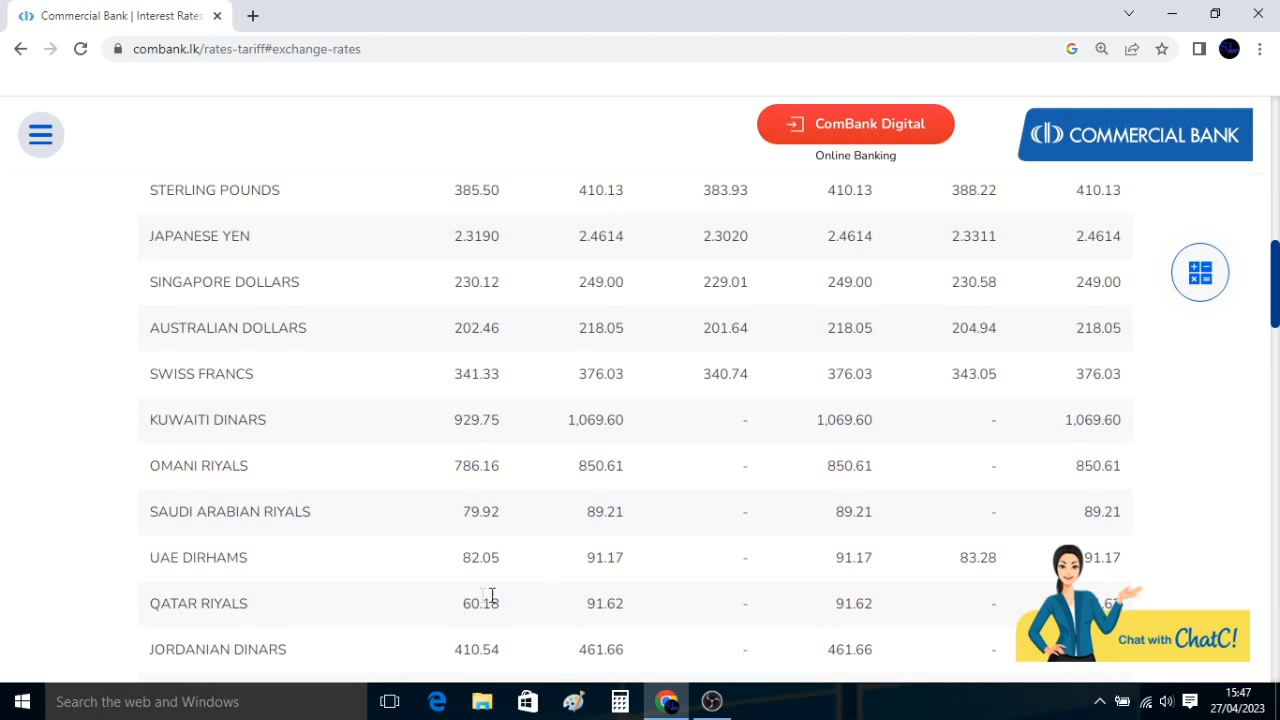 Commercial Bank | Interest Rates
combank.lk/rates-tariff#exchange-rates
ComBank Digital
Online Banking
COMMERCIAL BANK
STERLING POUNDS 385.50 410.13 383.93 410.13 388.22 410.13
JAPANESE YEN 2.3190 2.4614 2.3020 2.4614 2.3311 2.4614
SINGAPORE DOLLARS 230.12 249.00 229.01 249.00 230.58 249.00
AUSTRALIAN DOLLARS 202.46 218.05 201.64 218.05 204.94 218.05
SWISS FRANCS 341.33 376.03 340.74 376.03 343.05 376.03
KUWAITI DINARS 929.75 1,069.60 - 1,069.60 - 1,069.60
OMANI RIYALS 786.16 850.61 - 850.61 - 850.61
SAUDI ARABIAN RIYALS 79.92 89.21 - 89.21 - 89.21
UAE DIRHAMS 82.05 91.17 - 91.17 83.28 91.17
QATAR RIYALS 60.18 91.62 - 91.62 -
JORDANIAN DINARS 410.54 461.66 - 461.66 -
Chat with ChatC!
Search the web and Windows
15:47
27/04/2023